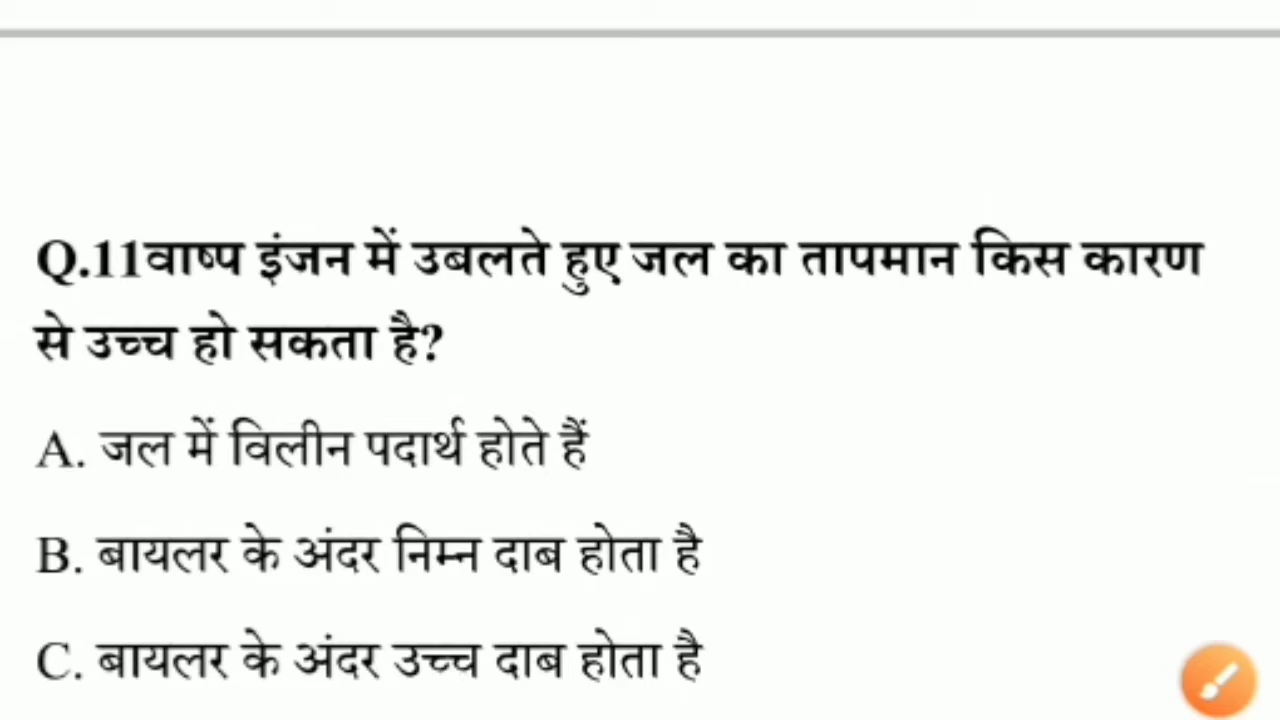 Q.11वाष्प इंजन में उबलते हुए जल का तापमान किस कारण
से उच्च हो सकता है?
A. जल में विलीन पदार्थ होते हैं
B. बायलर के अंदर निम्न दाब होता है
C. बायलर के अंदर उच्च दाब होता है